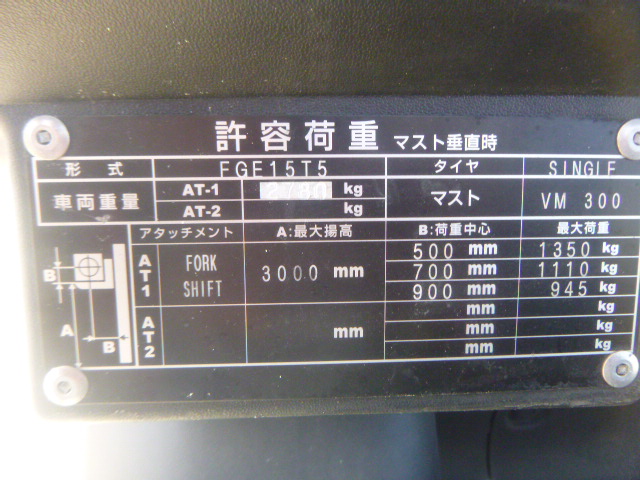 許容荷重 マスト垂直時
形式 FGE15T5 タイヤ SINGLE
車両重量 AT-1 2780 kg マスト VM 300
AT-2 kg
アタッチメント A:最大揚高 B:荷重中心 最大荷重
AT1 FORK SHIFT 3000 mm 500 mm 1350 kg
700 mm 1110 kg
900 mm 945 kg
AT2 mm mm kg
mm kg
mm kg
B
A
B